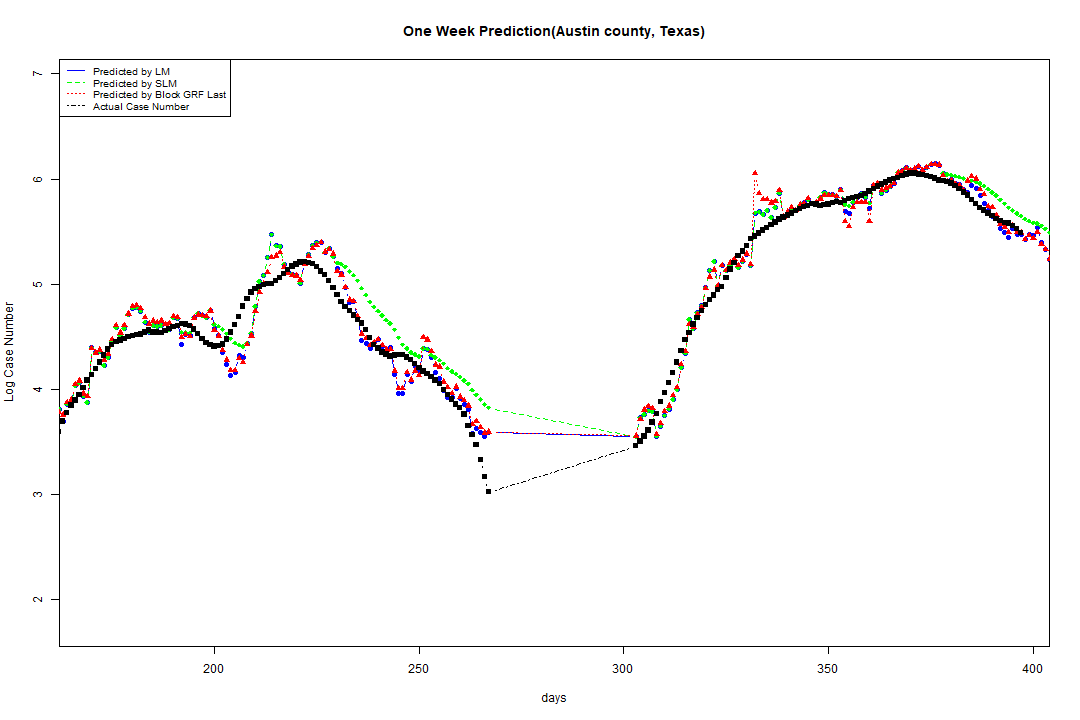 One Week Prediction(Austin county, Texas)
Predicted by LM
Predicted by SLM
Predicted by Block GRF Last
Actual Case Number
7
6
5
4
3
2
Log Case Number
200
250
300
350
400
days